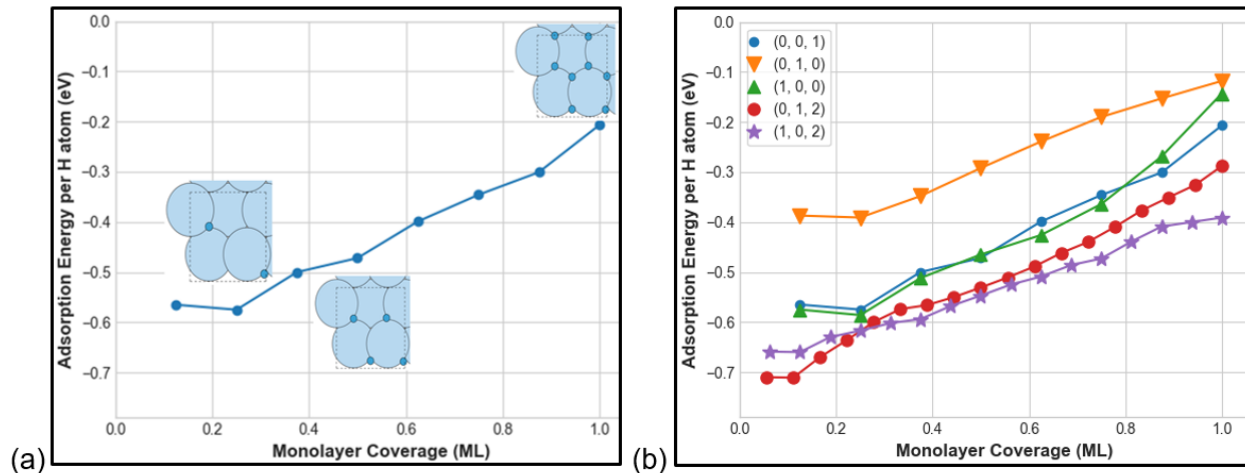 0.0
−0.1
−0.2
−0.3
−0.4
−0.5
−0.6
−0.7
Adsorption Energy per H atom (eV)
0.0 0.2 0.4 0.6 0.8 1.0
Monolayer Coverage (ML)
(a)
0.0
−0.1
−0.2
−0.3
−0.4
−0.5
−0.6
−0.7
Adsorption Energy per H atom (eV)
(0, 0, 1)
(0, 1, 0)
(1, 0, 0)
(0, 1, 2)
(1, 0, 2)
0.0 0.2 0.4 0.6 0.8 1.0
Monolayer Coverage (ML)
(b)